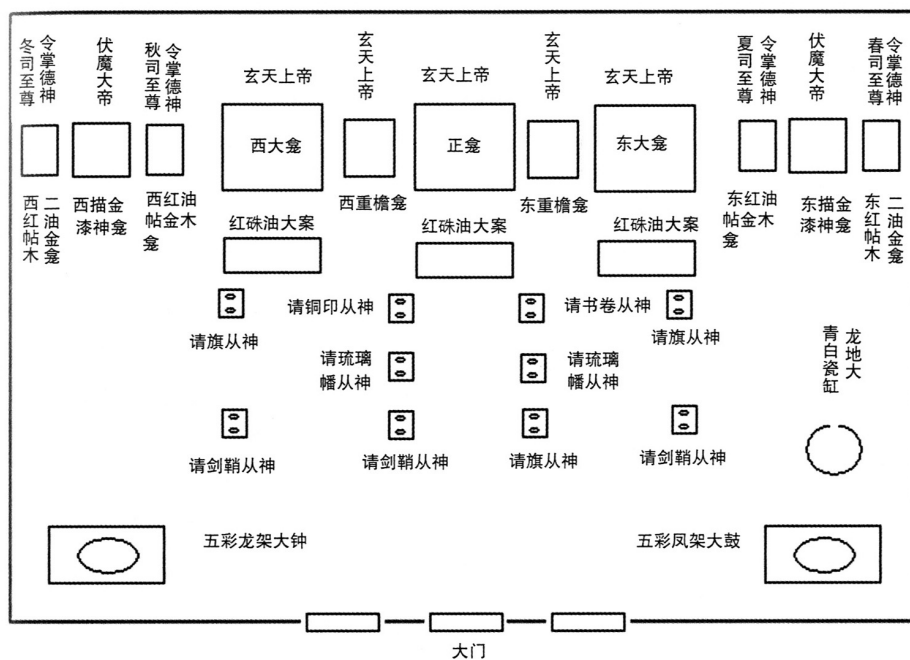 令掌德神
冬司至尊
伏魔大帝
令掌德神
秋司至尊
玄天上帝
玄天上帝
玄天上帝
玄天上帝
玄天上帝
令掌德神
夏司至尊
伏魔大帝
令掌德神
春司至尊
西大龛
正龛
东大龛
二油金龛
西红帖木
西描金
漆神龛
西红油
帖金木
龛
西重檐龛
东重檐龛
东红油
帖金木
龛
东描金
漆神龛
二油金龛
东红帖木
红硃油大案
红硃油大案
红硃油大案
请旗从神
请铜印从神
请书卷从神
请旗从神
请琉璃
幡从神
请琉璃
幡从神
龙地大
青白瓷缸
请剑鞘从神
请剑鞘从神
请旗从神
请剑鞘从神
五彩龙架大钟
五彩凤架大鼓
大门